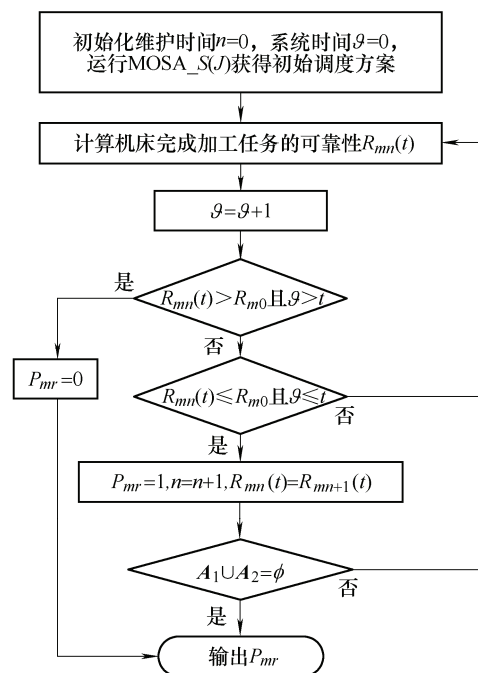 初始化维护时间n=0，系统时间ϑ=0，
运行MOSA_S(J)获得初始调度方案
计算机床完成加工任务的可靠性Rmn(t)
ϑ=ϑ+1
是
Rmn(t)>Rm0且ϑ>t
否
Pmr=0
Rmn(t)≤Rm0且ϑ≤t
否
是
Pmr=1,n=n+1,Rmn(t)=Rmn+1(t)
A1∪A2=ϕ
否
是
输出Pmr